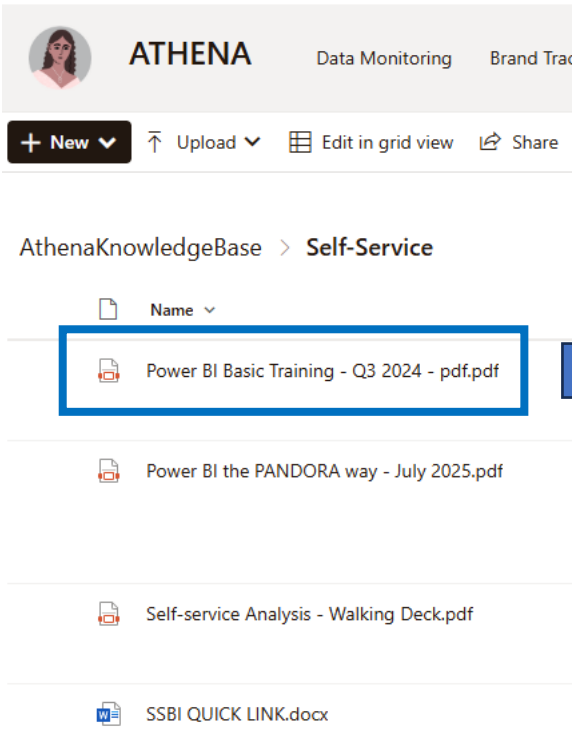 ATHENA Data Monitoring Brand Trac
New Upload Edit in grid view Share
AthenaKnowledgeBase > Self-Service
Name
Power BI Basic Training - Q3 2024 - pdf.pdf
Power BI the PANDORA way - July 2025.pdf
Self-service Analysis - Walking Deck.pdf
SSBI QUICK LINK.docx